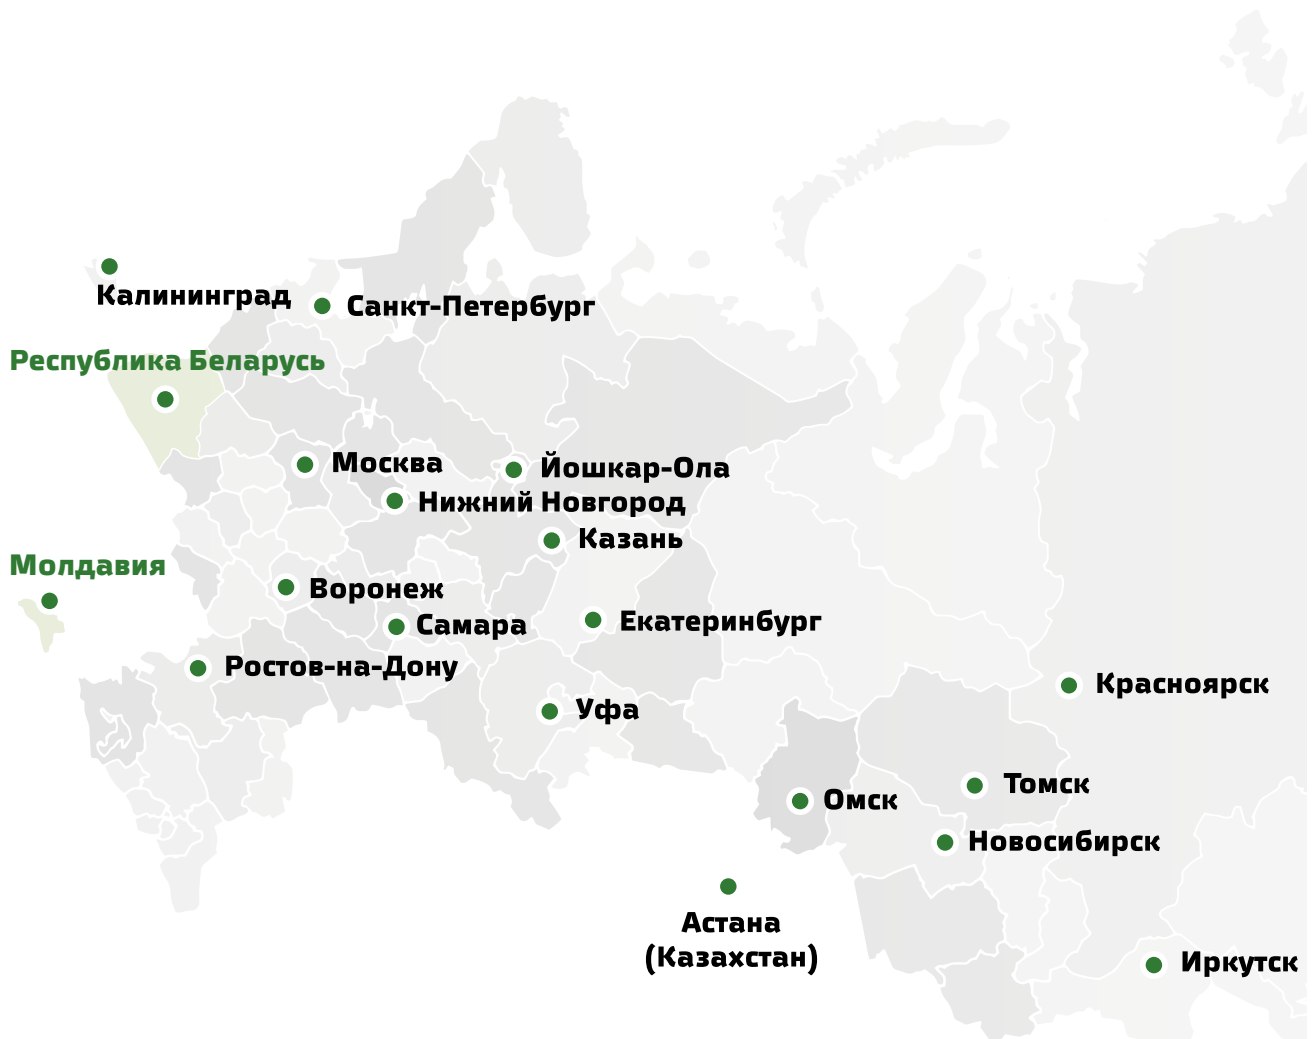 Калининград
Санкт-Петербург
Республика Беларусь
Москва
Йошкар-Ола
Нижний Новгород
Казань
Молдавия
Воронеж
Самара
Екатеринбург
Ростов-на-Дону
Красноярск
Уфа
Томск
Омск
Новосибирск
Астана
(Казахстан)
Иркутск